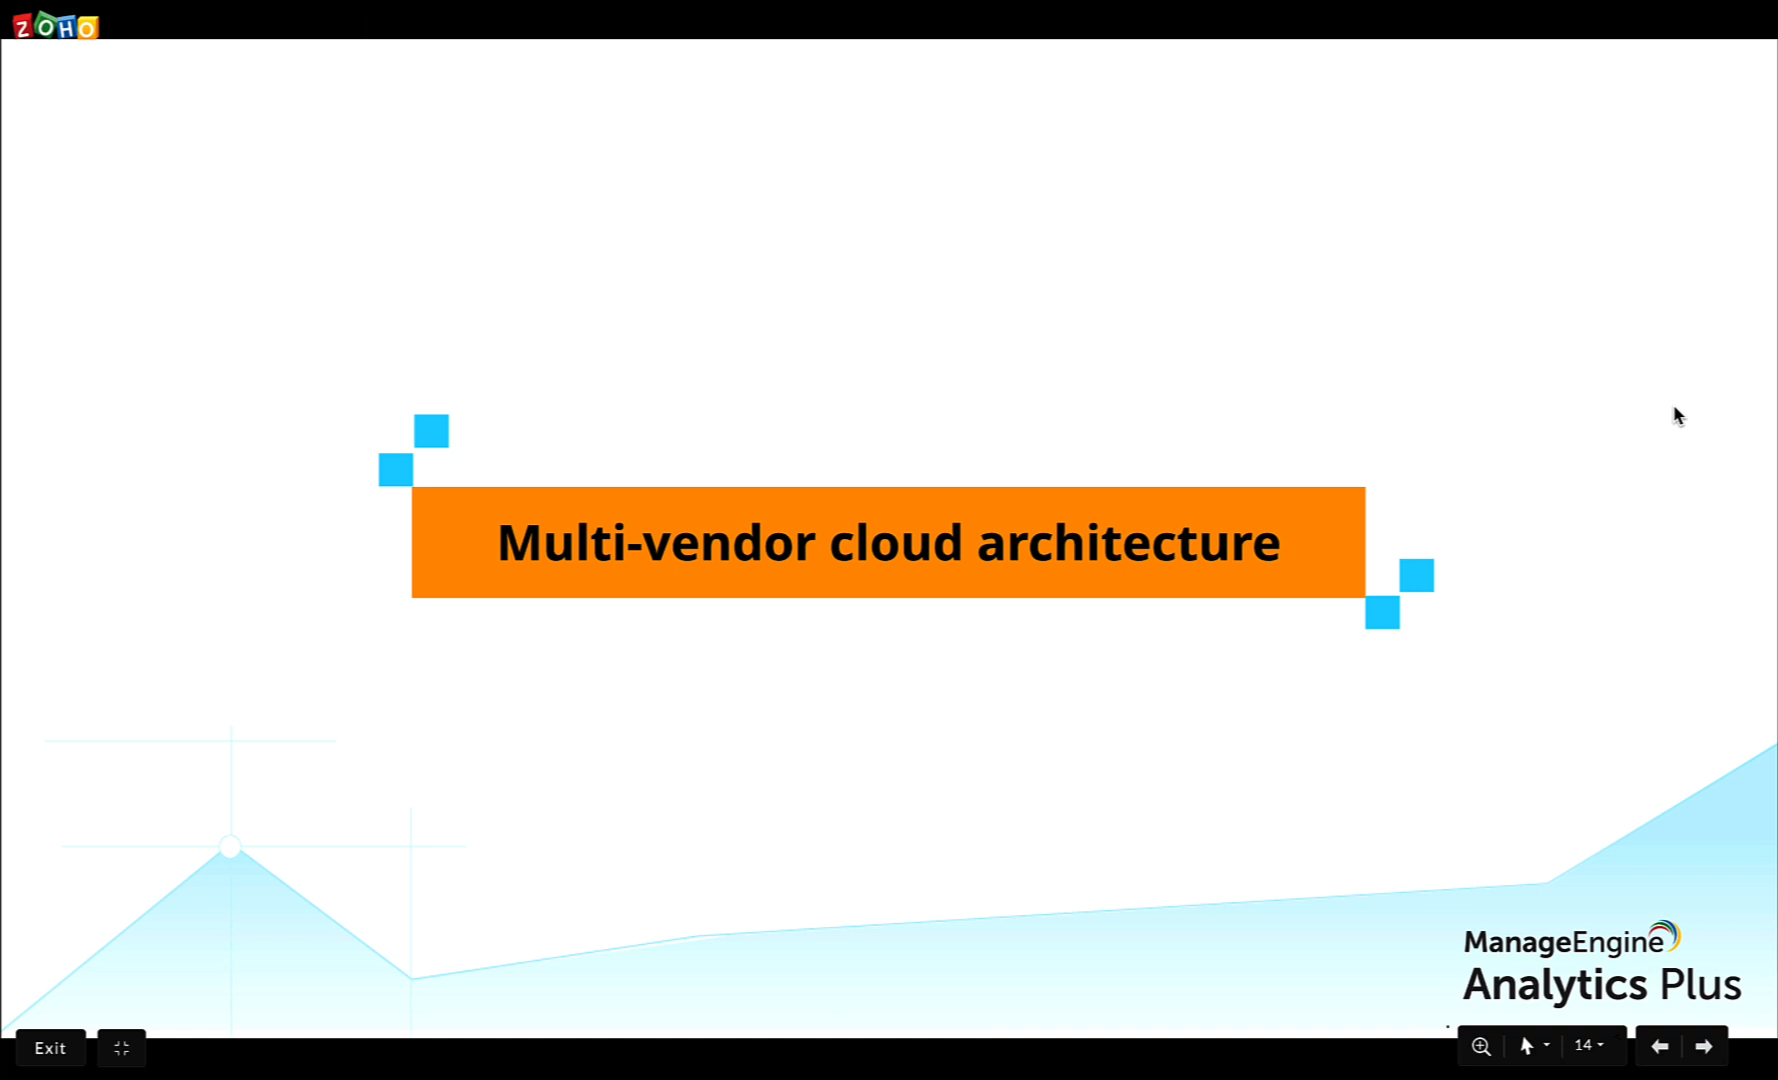 ZOHO
Multi-vendor cloud architecture
ManageEngine
Analytics Plus
Exit
14